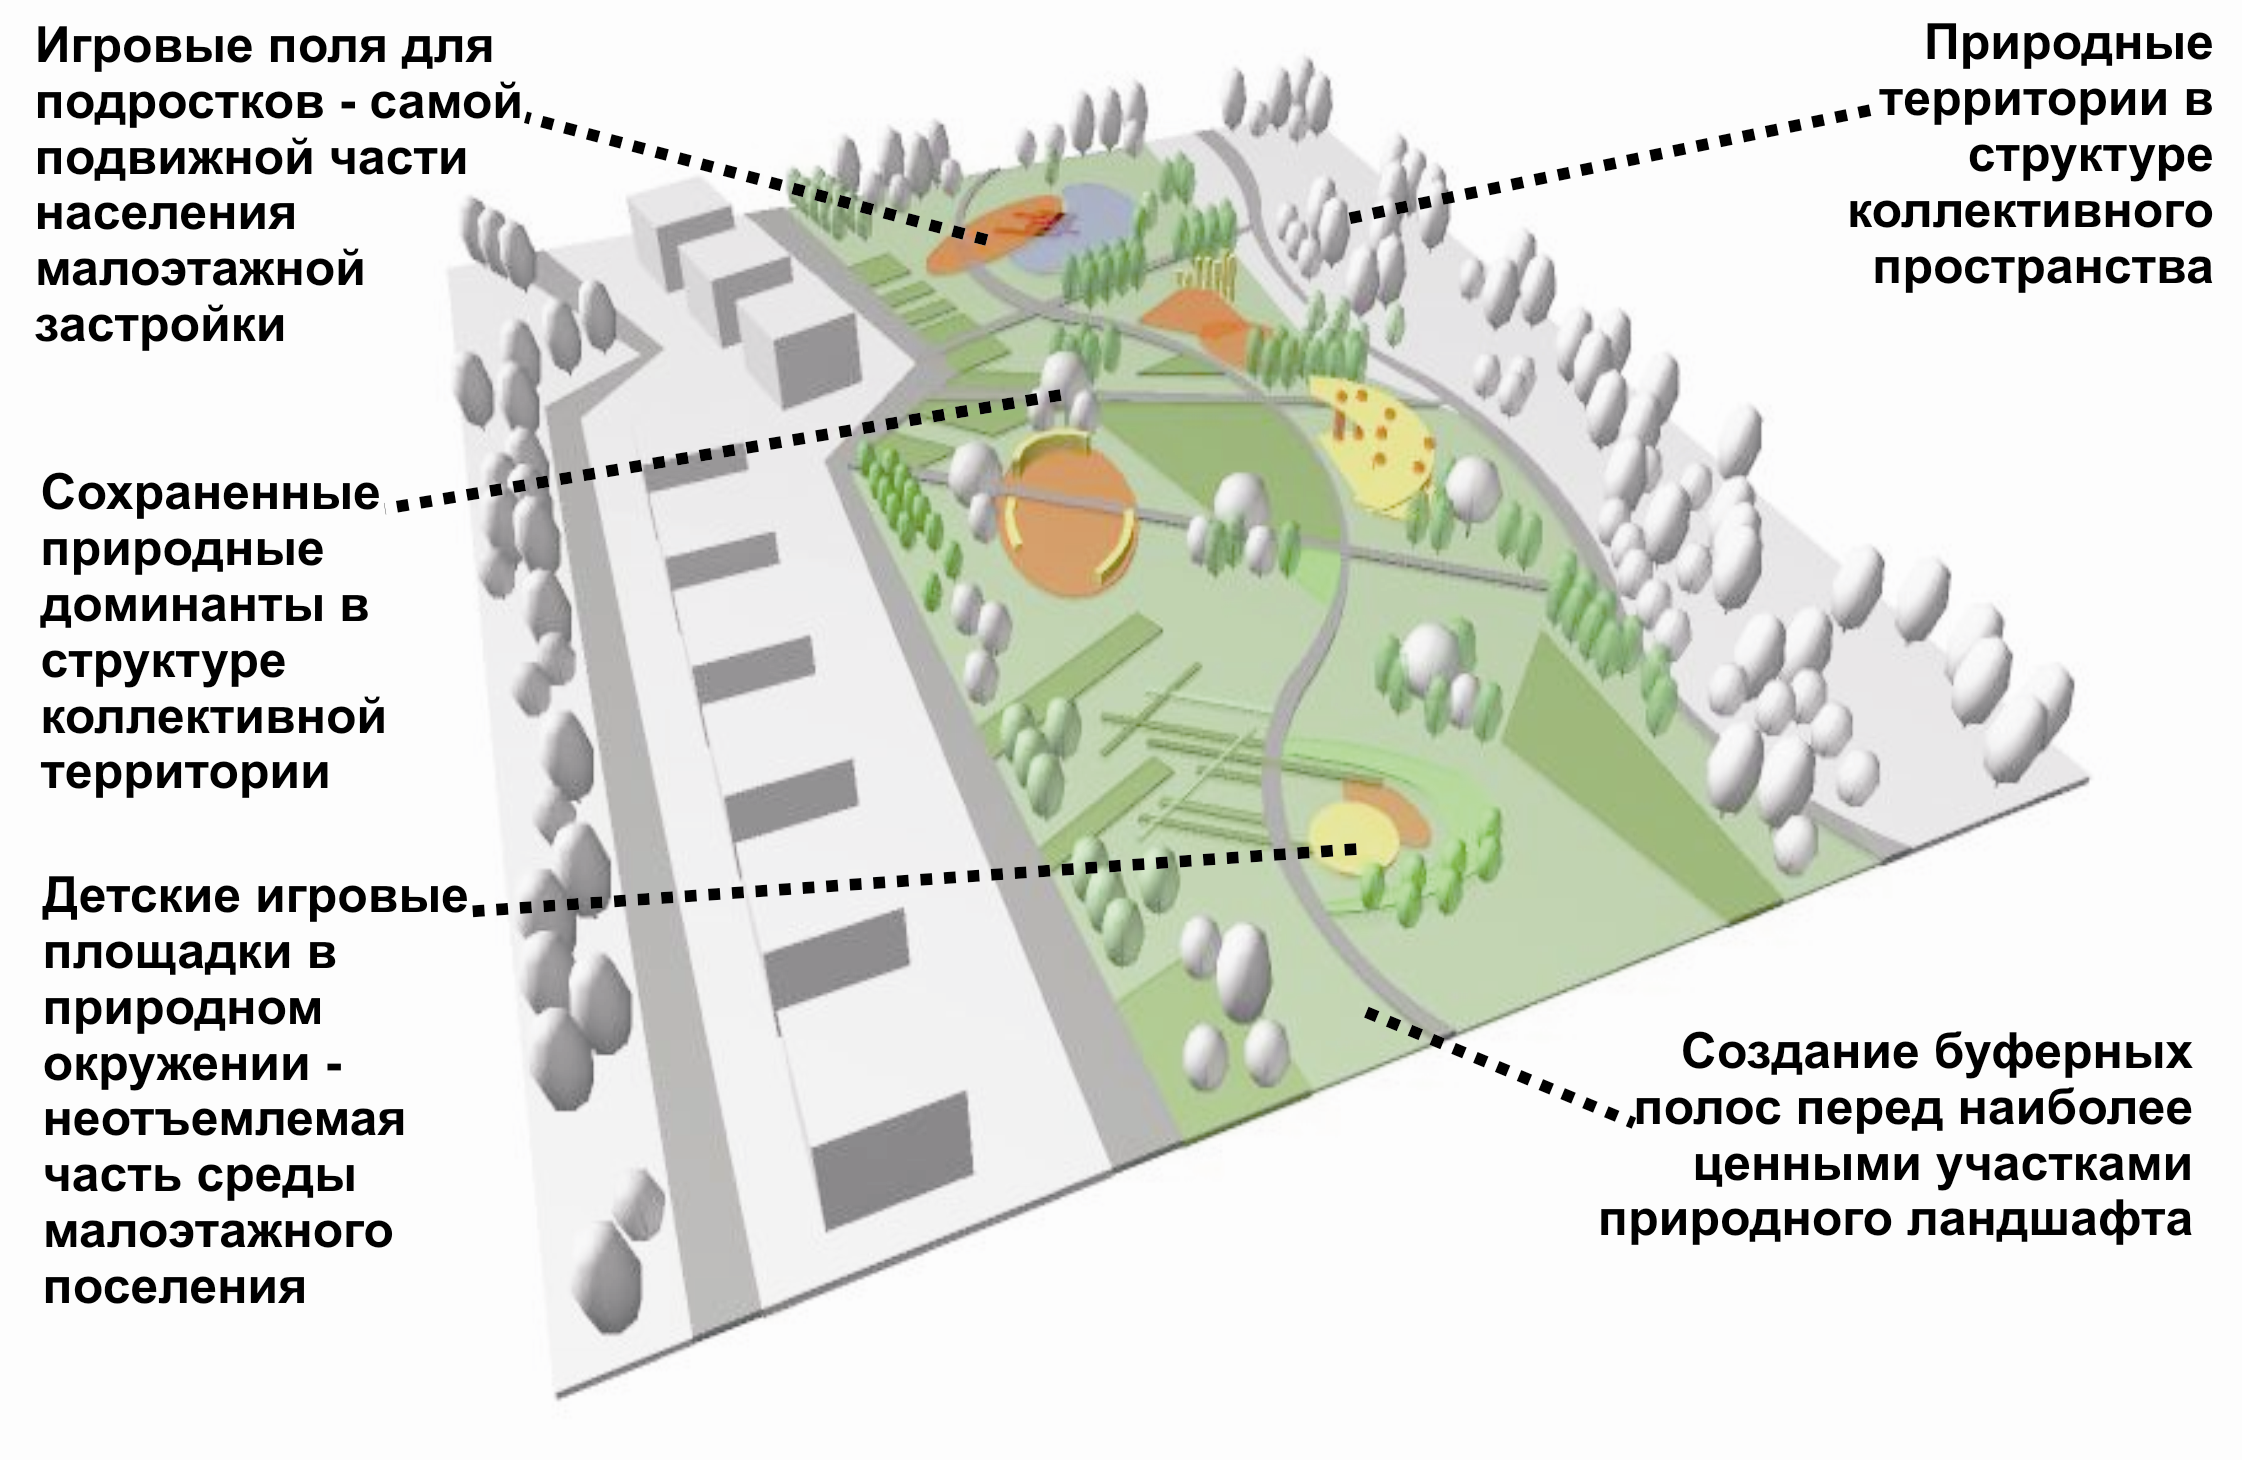 Игровые поля для
подростков - самой
подвижной части
населения
малоэтажной
застройки
Природные
территории в
структуре
коллективного
пространства
Сохраненные
природные
доминанты в
структуре
коллективной
территории
Детские игровые
площадки в
природном
окружении -
неотъемлемая
часть среды
малоэтажного
поселения
Создание буферных
полос перед наиболее
ценными участками
природного ландшафта